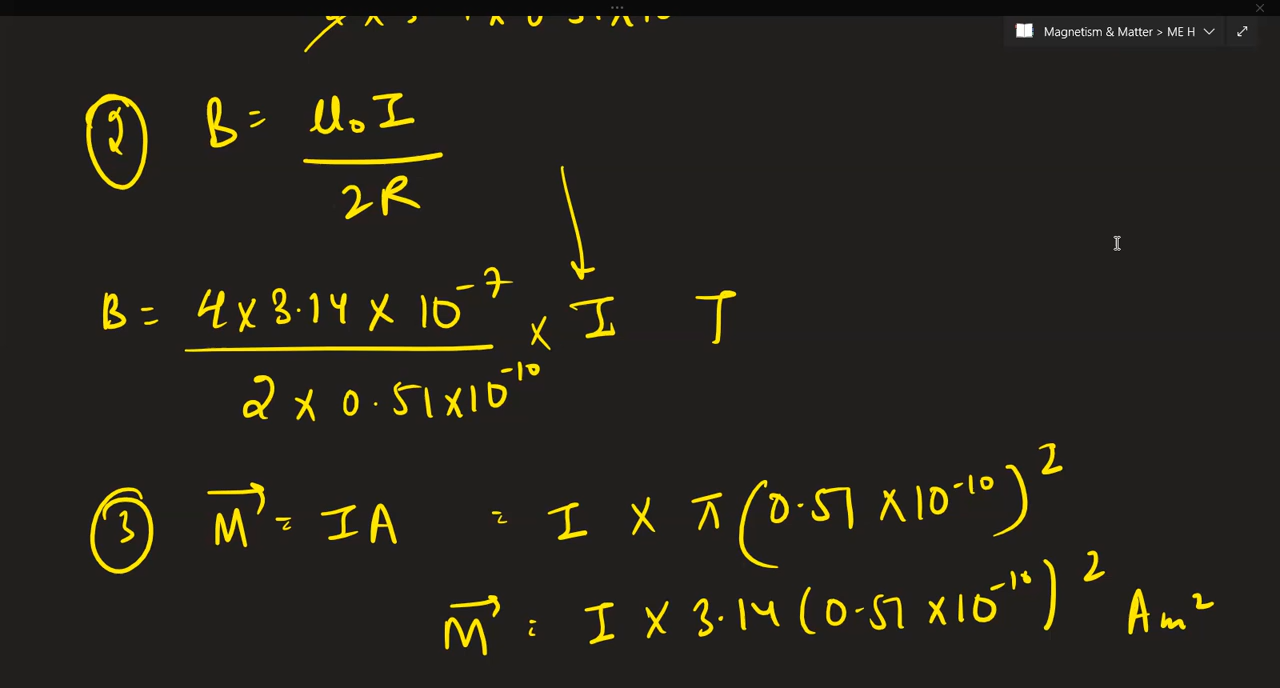 Magnetism & Matter > ME H
② B = μ₀I / 2R
B = 4 × 3.14 × 10⁻⁷ / 2 × 0.51 × 10⁻¹⁰ × I T
③ M⃗ = IA = I × π(0.51 × 10⁻¹⁰)²
M⃗ = I × 3.14 (0.51 × 10⁻¹⁰)² Am²